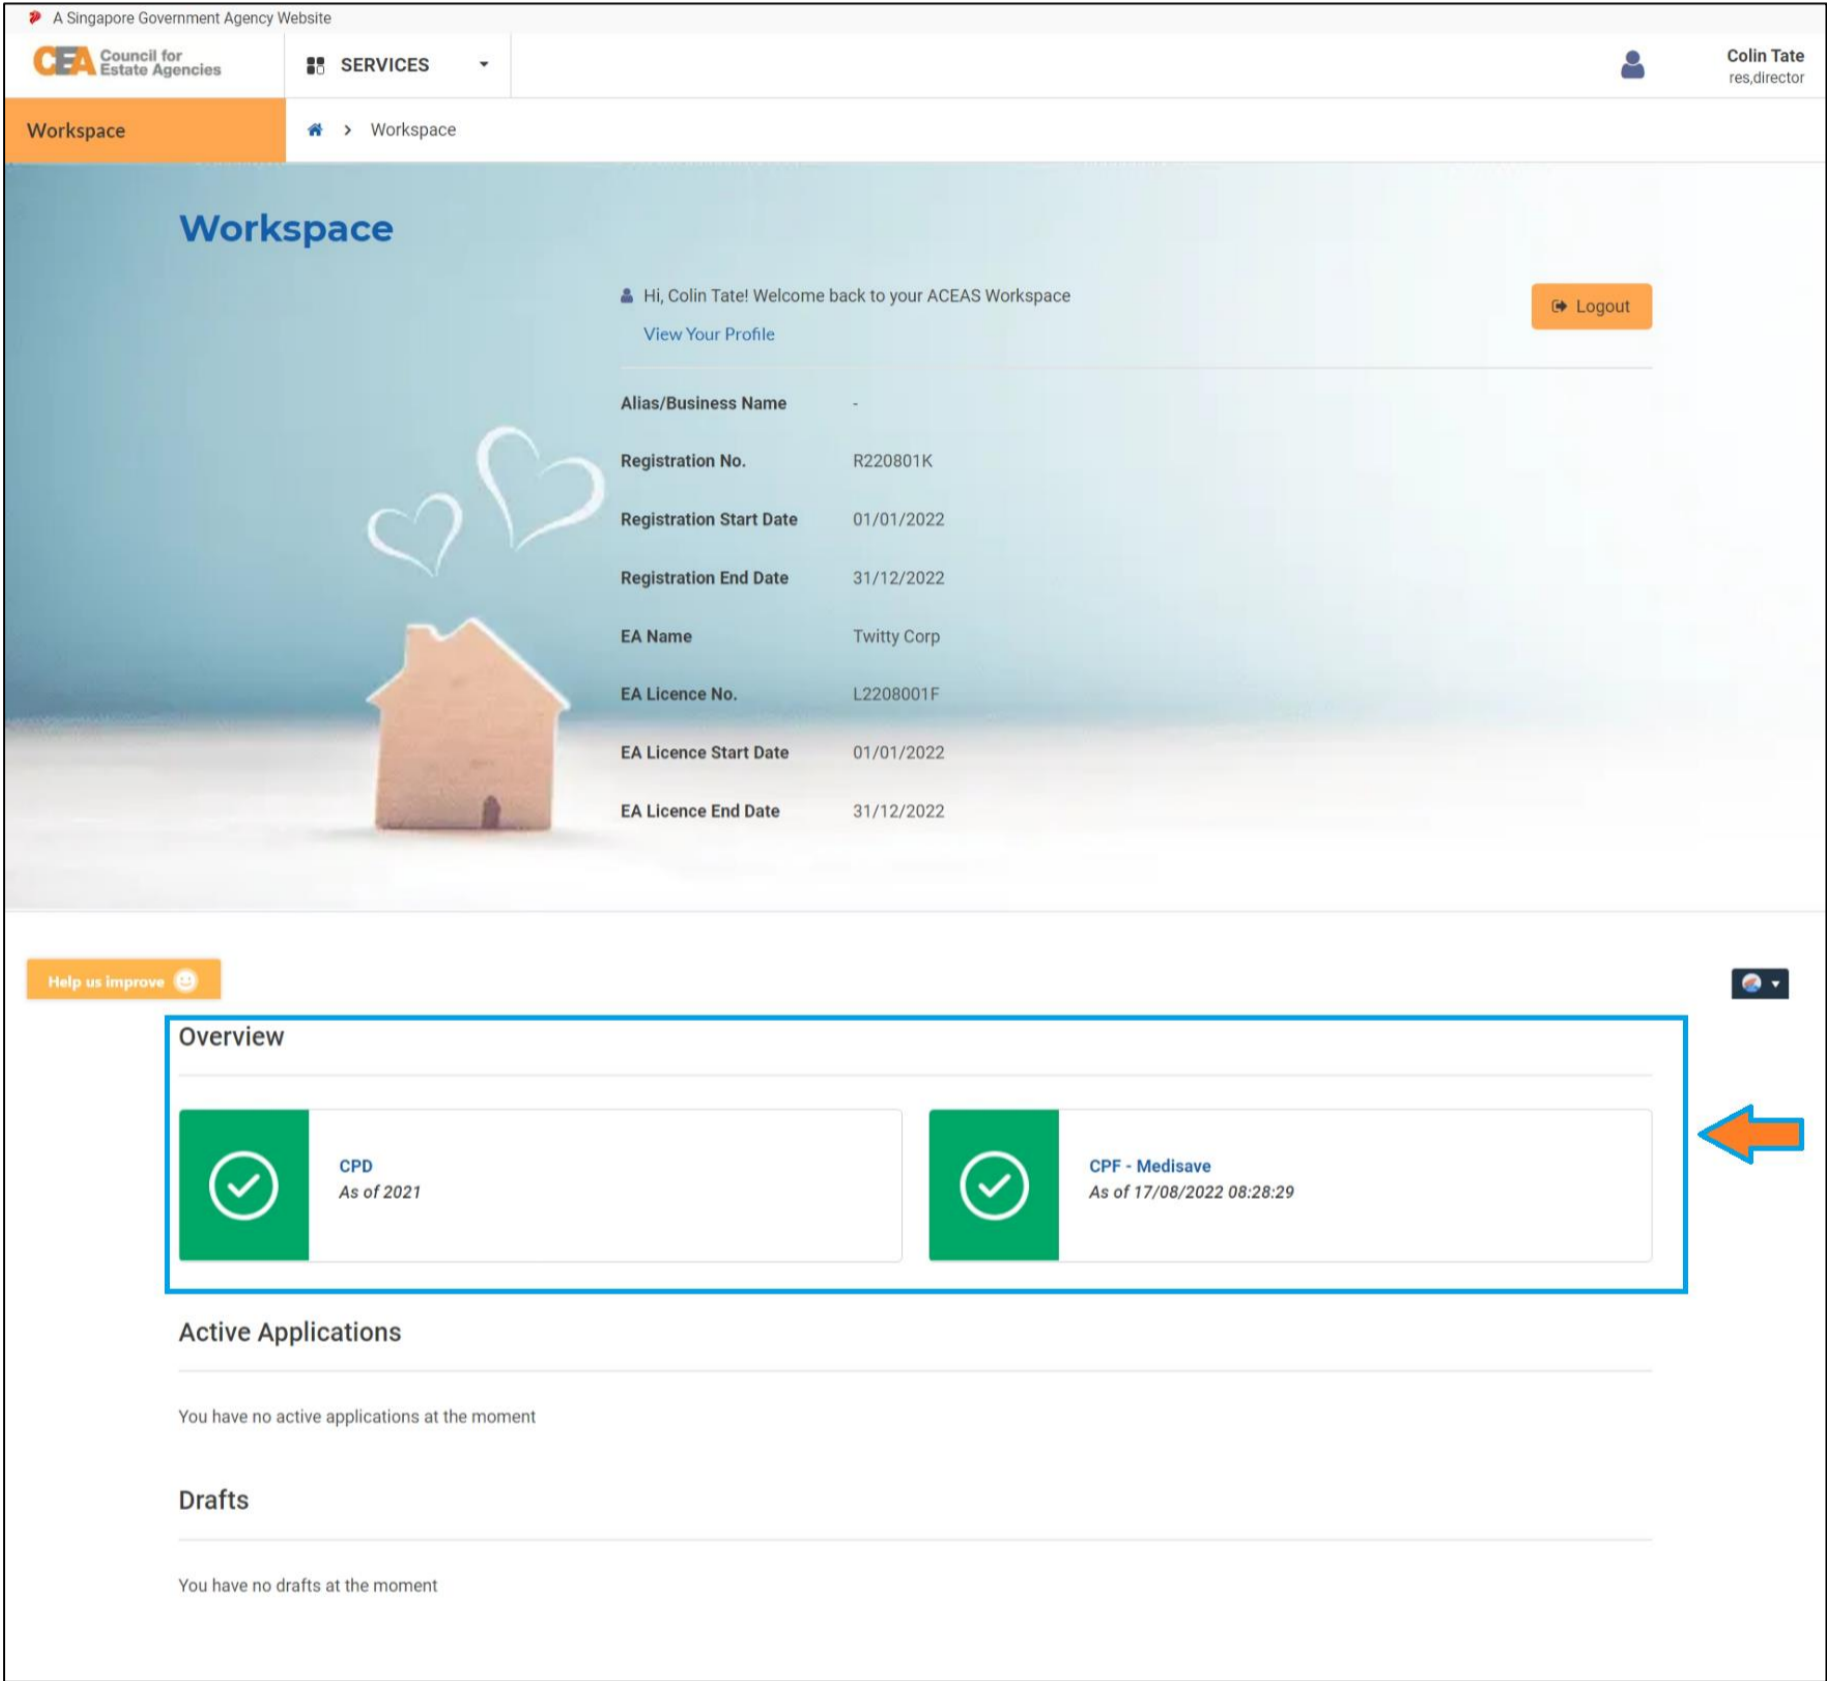 A Singapore Government Agency Website
CEA Council for
Estate Agencies
SERVICES
Colin Tate
res,director
Workspace
> Workspace
Workspace
Hi, Colin Tate! Welcome back to your ACEAS Workspace
View Your Profile
Logout
Alias/Business Name -
Registration No. R220801K
Registration Start Date 01/01/2022
Registration End Date 31/12/2022
EA Name Twitty Corp
EA Licence No. L2208001F
EA Licence Start Date 01/01/2022
EA Licence End Date 31/12/2022
Help us improve
Overview
CPD
As of 2021
CPF - Medisave
As of 17/08/2022 08:28:29
Active Applications
You have no active applications at the moment
Drafts
You have no drafts at the moment